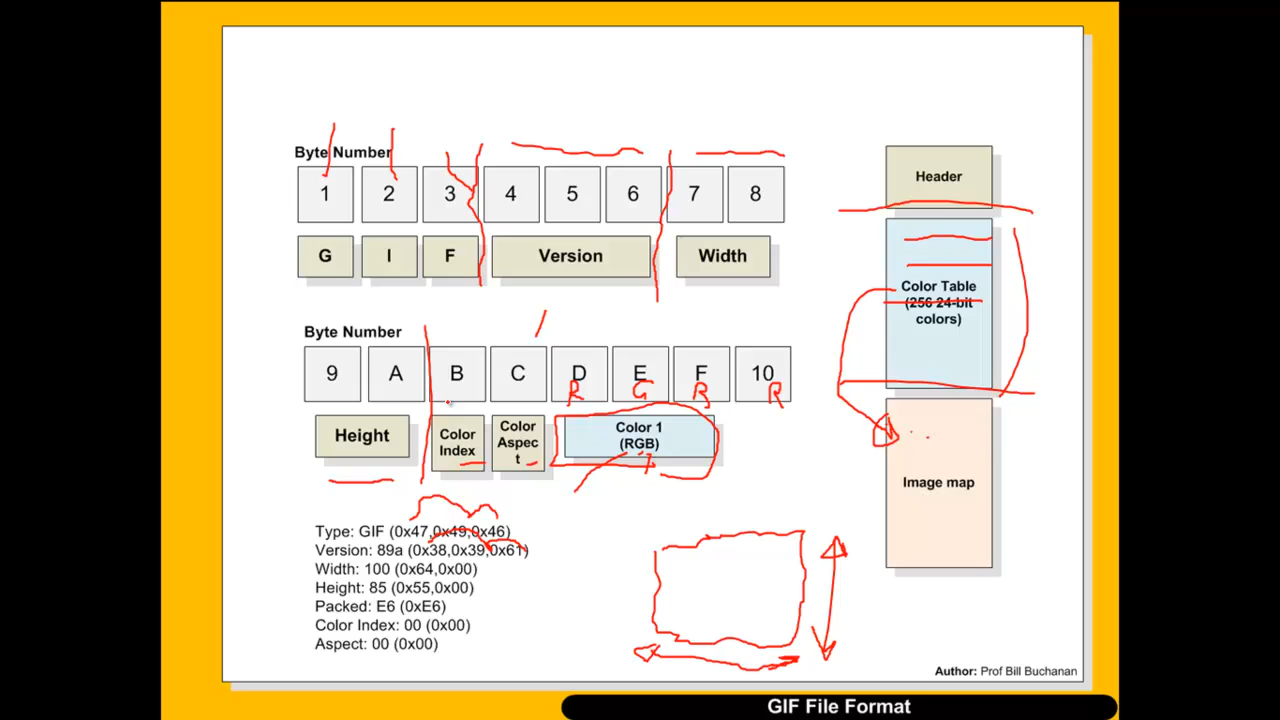 Byte Number
1 2 3 4 5 6 7 8
G I F Version Width
Byte Number
9 A B C D E F 10
R G R R
Height
Color
Index
Color
Aspec
t
Color 1
(RGB)
Type: GIF (0x47,0x49,0x46)
Version: 89a (0x38,0x39,0x61)
Width: 100 (0x64,0x00)
Height: 85 (0x55,0x00)
Packed: E6 (0xE6)
Color Index: 00 (0x00)
Aspect: 00 (0x00)
Header
Color Table
(256 24-bit
colors)
Image map
Author: Prof Bill Buchanan
GIF File Format